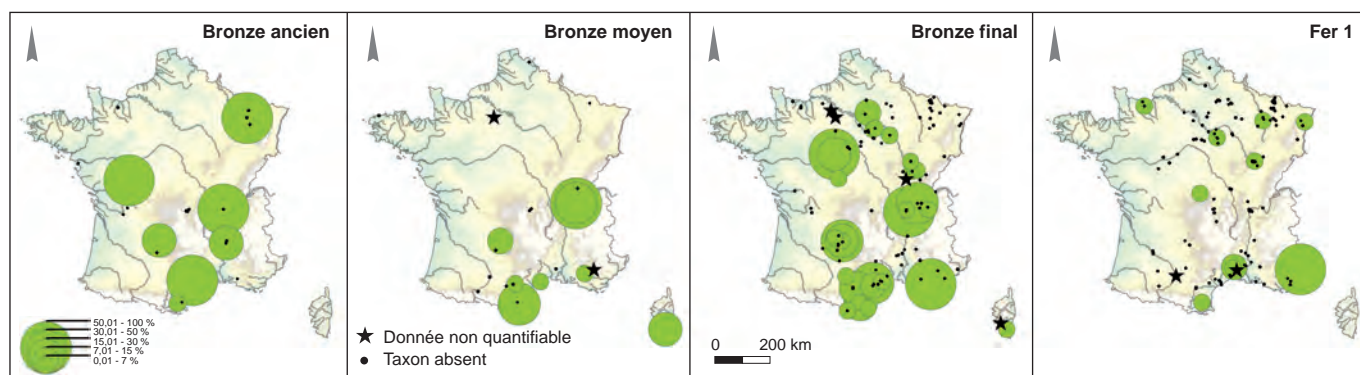 Bronze ancien
50,01 - 100 %
30,01 - 50 %
15,01 - 30 %
7,01 - 15 %
0,01 - 7 %
Bronze moyen
Donnée non quantifiable
Taxon absent
Bronze final
0 200 km
Fer 1